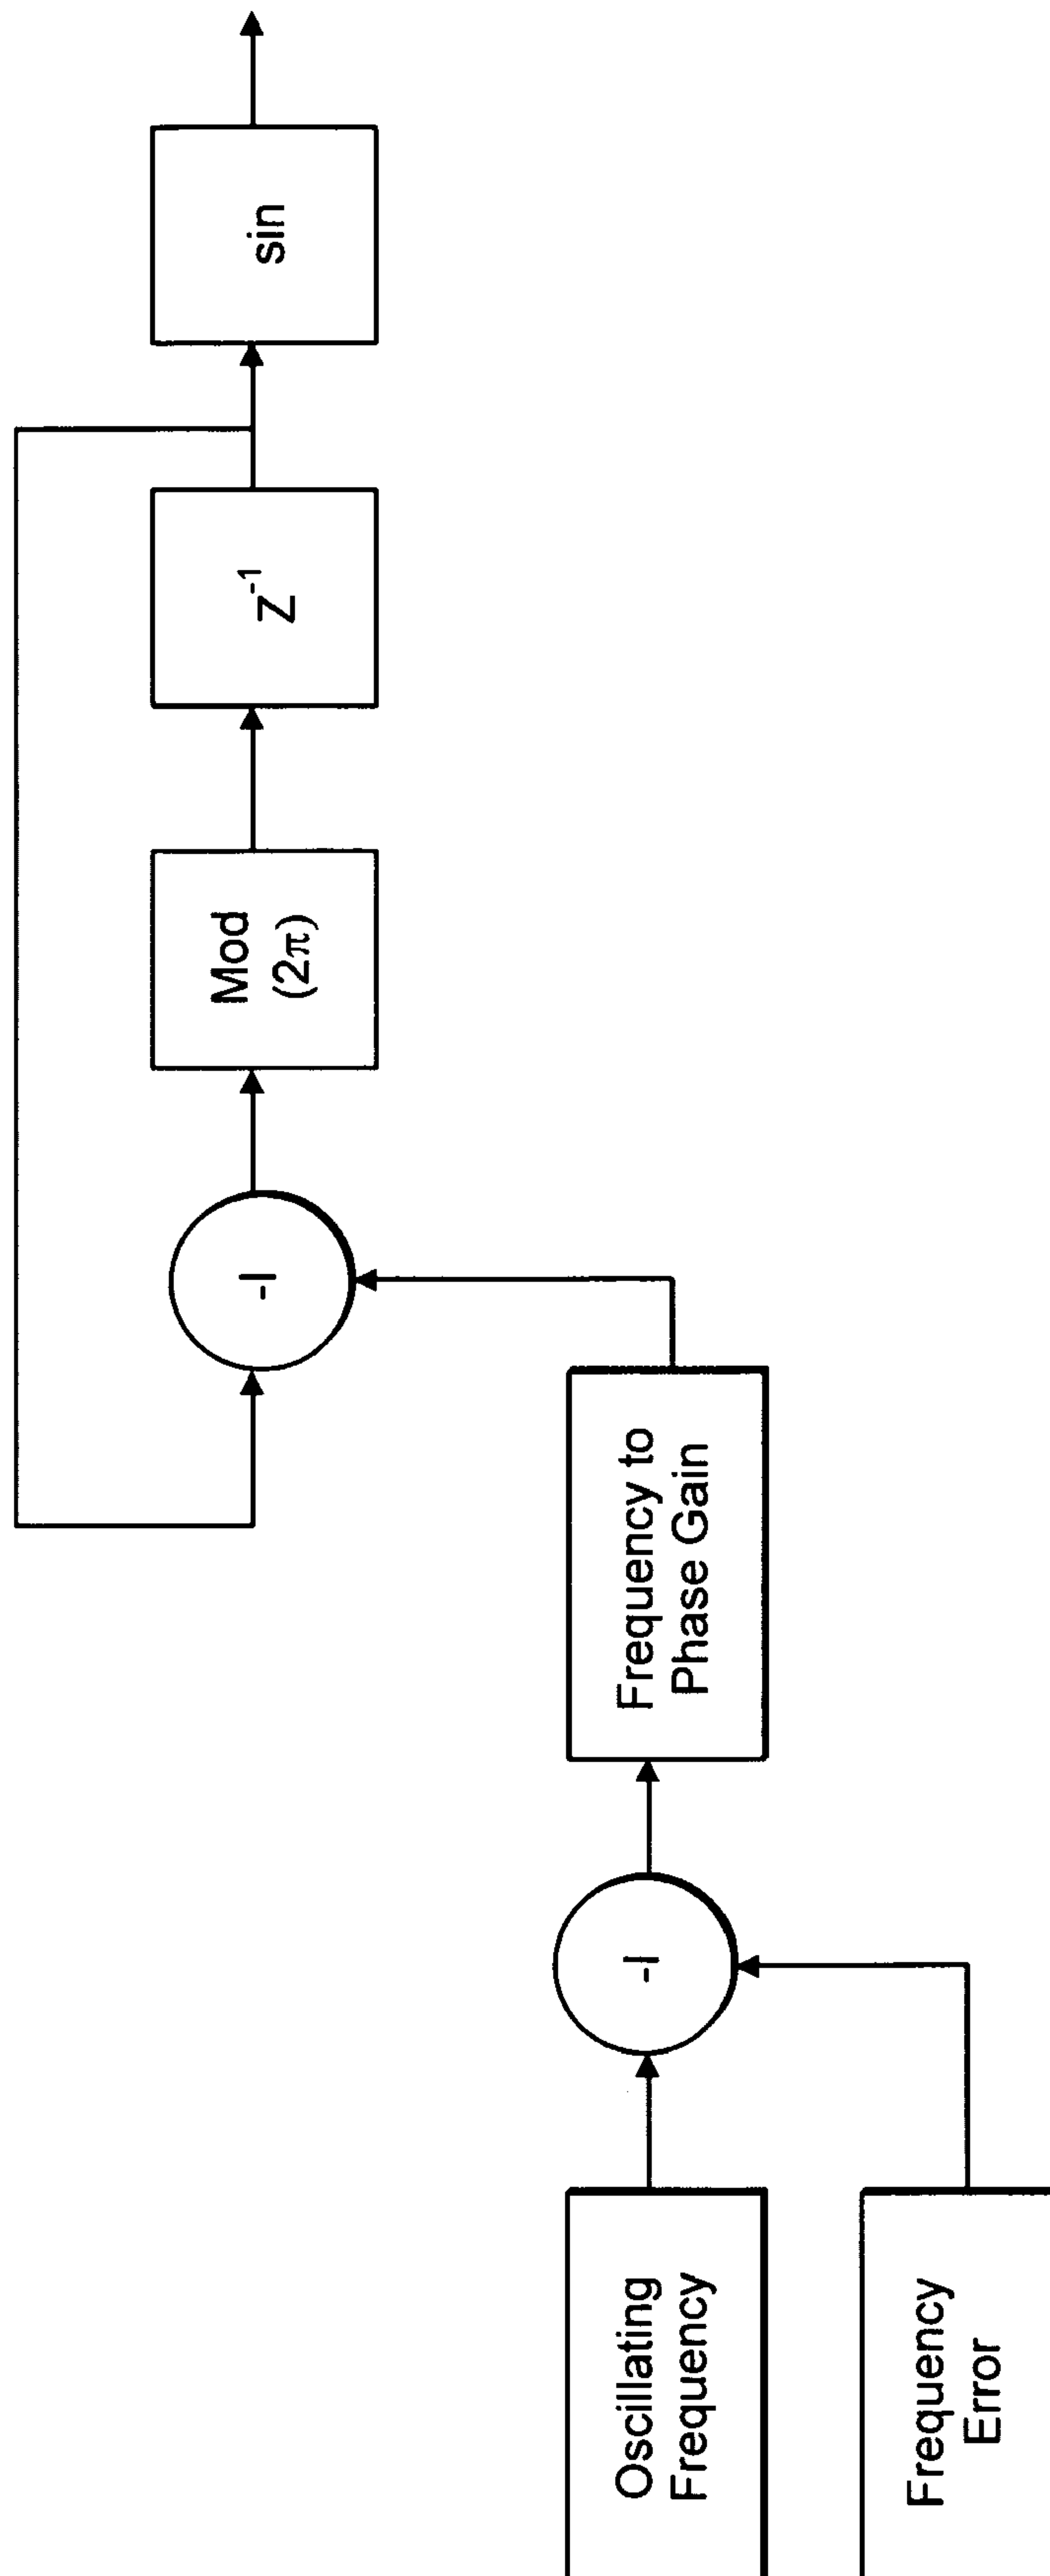 -I
Mod
(2π)
Z⁻¹
sin
Oscillating
Frequency
-I
Frequency to
Phase Gain
Frequency
Error